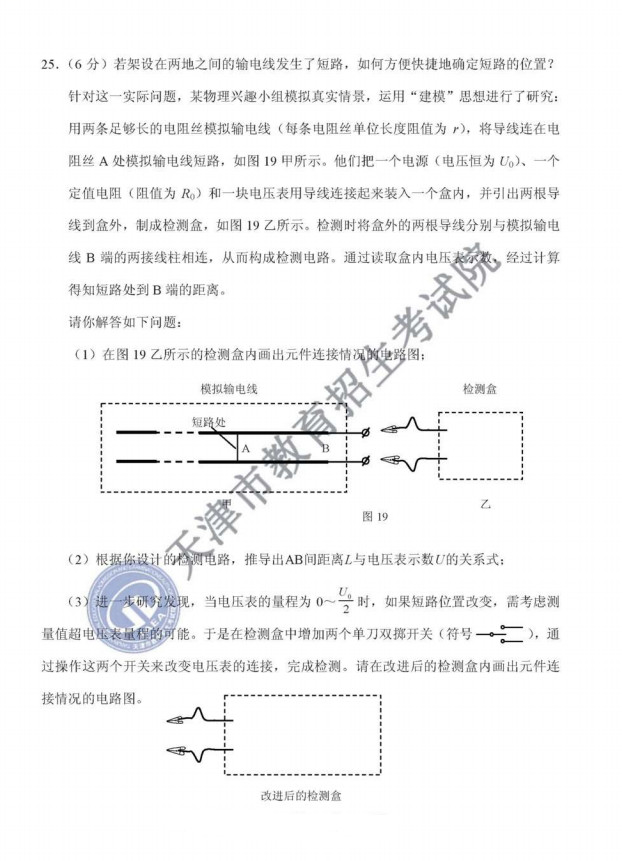 25.（6 分）若架设在两地之间的输电线发生了短路，如何方便快捷地确定短路的位置？
针对这一实际问题，某物理兴趣小组模拟真实情景，运用“建模”思想进行了研究：
用两条足够长的电阻丝模拟输电线（每条电阻丝单位长度阻值为 r），将导线连在电
阻丝 A 处模拟输电线短路，如图 19 甲所示。他们把一个电源（电压恒为 U₀）、一个
定值电阻（阻值为 R₀）和一块电压表用导线连接起来装入一个盒内，并引出两根导
线到盒外，制成检测盒，如图 19 乙所示。检测时将盒外的两根导线分别与模拟输电
线 B 端的两接线柱相连，从而构成检测电路。通过读取盒内电压表示数，经过计算
得知短路处到 B 端的距离。
请你解答如下问题：
（1）在图 19 乙所示的检测盒内画出元件连接情况的电路图；
模拟输电线
检测盒
短路处
A
B
甲
乙
图 19
（2）根据你设计的检测电路，推导出AB间距离L与电压表示数U的关系式；
（3）进一步研究发现，当电压表的量程为 0～U₀/2 时，如果短路位置改变，需考虑测
量值超电压表量程的可能。于是在检测盒中增加两个单刀双掷开关（符号 ），通
过操作这两个开关来改变电压表的连接，完成检测。请在改进后的检测盒内画出元件连
接情况的电路图。
改进后的检测盒
天津市教育招生考试院